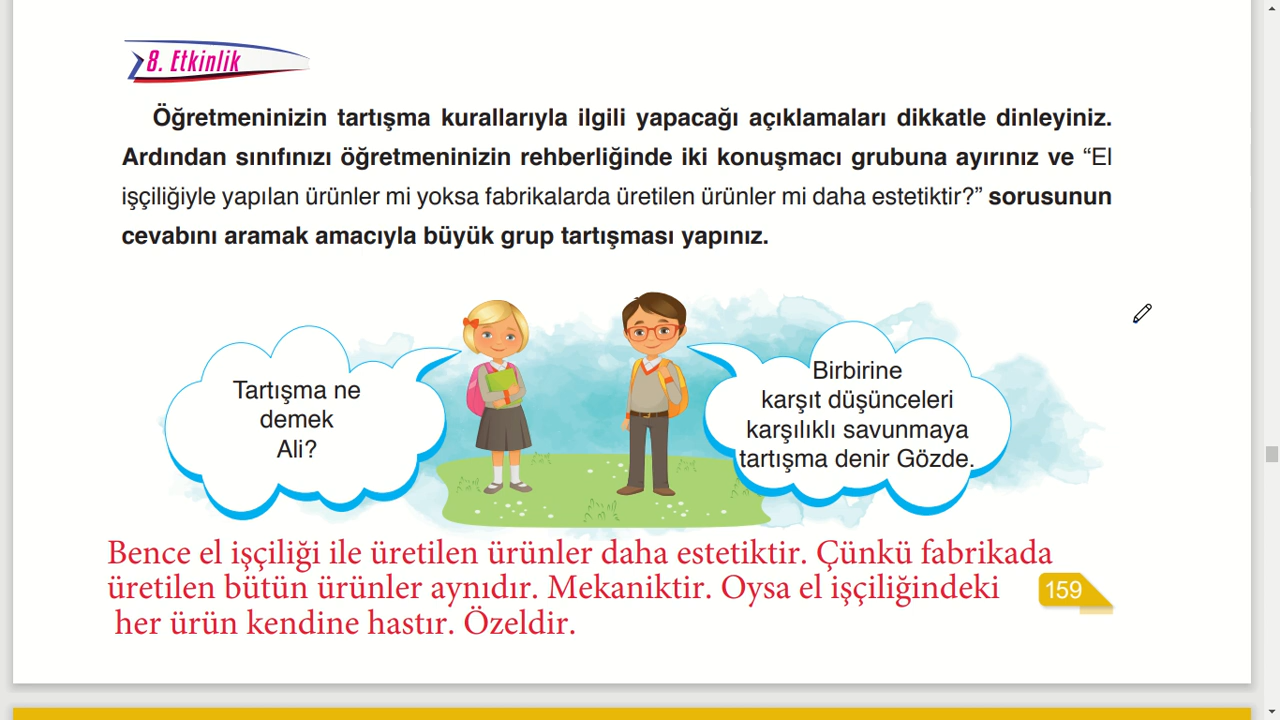 8. Etkinlik
Öğretmeninizin tartışma kurallarıyla ilgili yapacağı açıklamaları dikkatle dinleyiniz.
Ardından sınıfınızı öğretmeninizin rehberliğinde iki konuşmacı grubuna ayırınız ve “El
işçiliğiyle yapılan ürünler mi yoksa fabrikalarda üretilen ürünler mi daha estetiktir?” sorusunun
cevabını aramak amacıyla büyük grup tartışması yapınız.
Tartışma ne
demek
Ali?
Birbirine
karşıt düşünceleri
karşılıklı savunmaya
tartışma denir Gözde.
Bence el işçiliği ile üretilen ürünler daha estetiktir. Çünkü fabrikada
üretilen bütün ürünler aynıdır. Mekaniktir. Oysa el işçiliğindeki
her ürün kendine hastır. Özeldir.
159